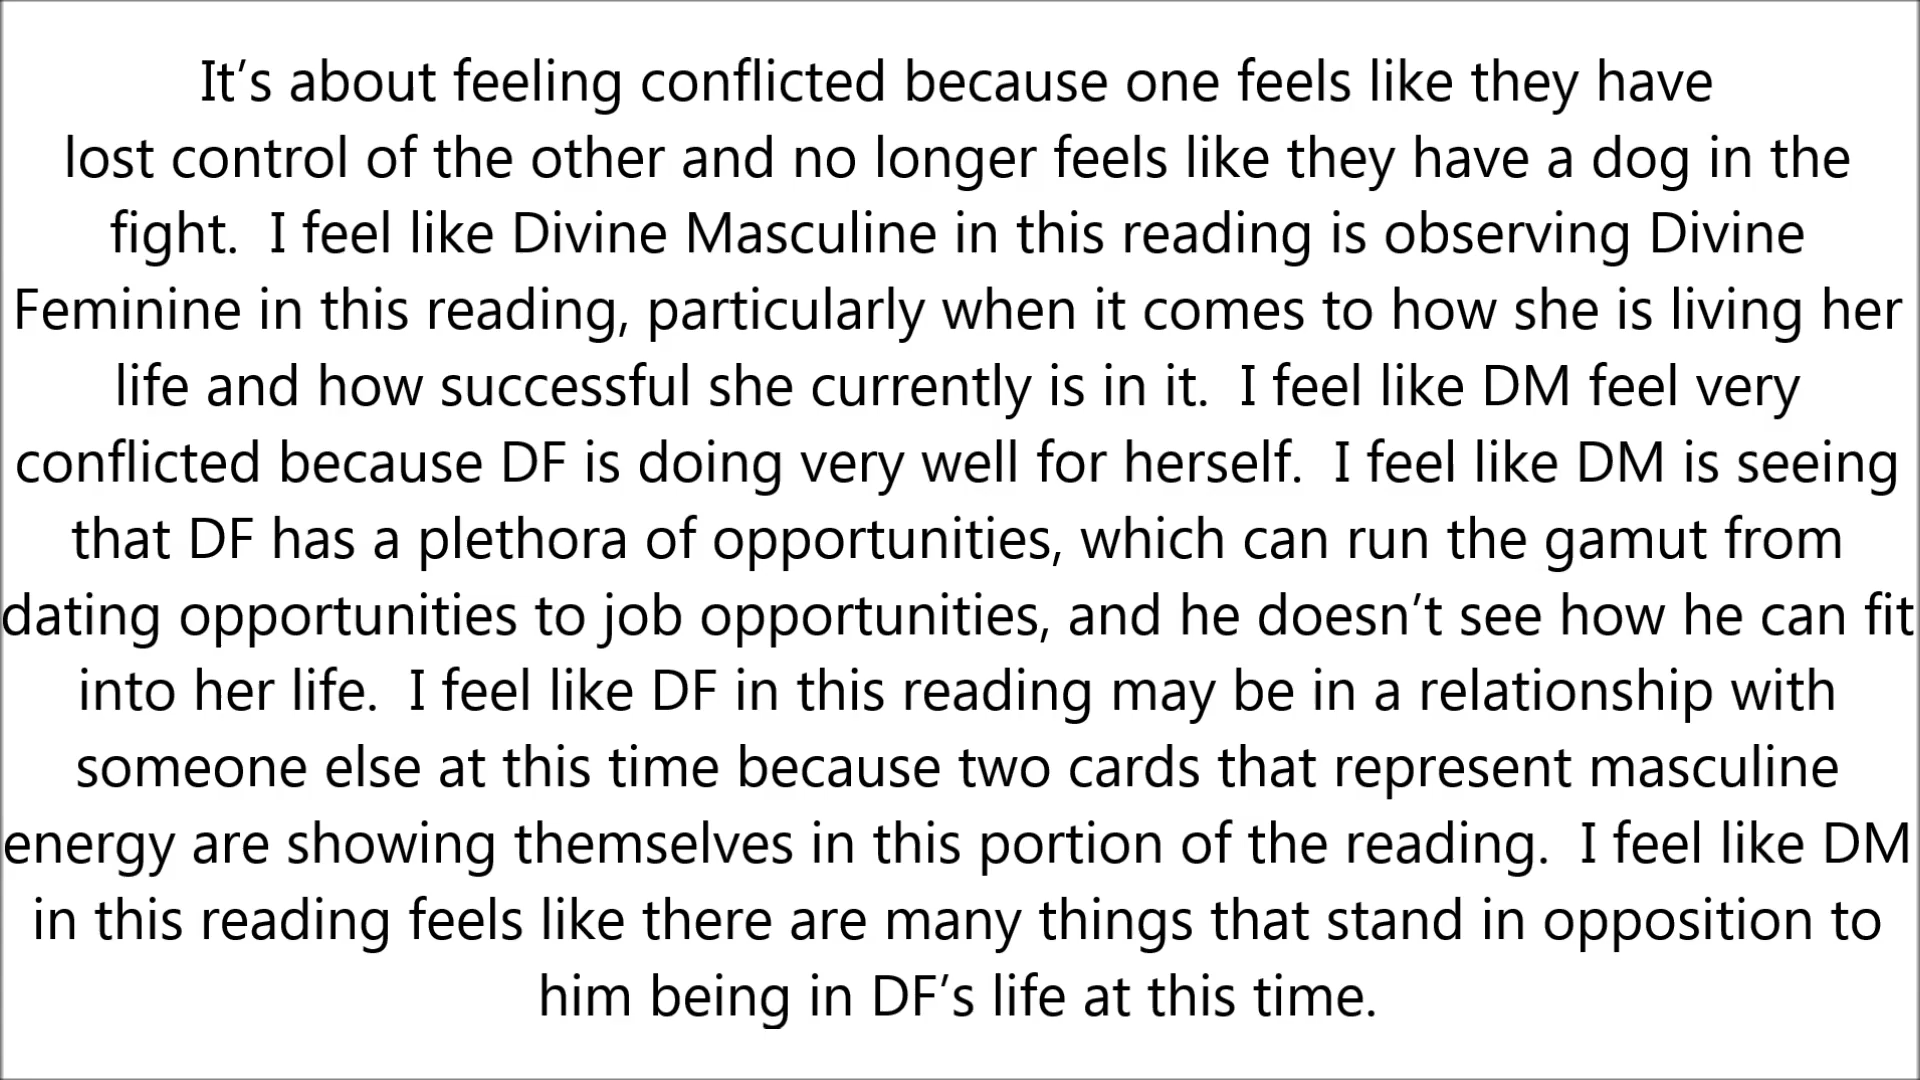 It’s about feeling conflicted because one feels like they have
lost control of the other and no longer feels like they have a dog in the
fight.  I feel like Divine Masculine in this reading is observing Divine
Feminine in this reading, particularly when it comes to how she is living her
life and how successful she currently is in it.  I feel like DM feel very
conflicted because DF is doing very well for herself.  I feel like DM is seeing
that DF has a plethora of opportunities, which can run the gamut from
dating opportunities to job opportunities, and he doesn’t see how he can fit
into her life.  I feel like DF in this reading may be in a relationship with
someone else at this time because two cards that represent masculine
energy are showing themselves in this portion of the reading.  I feel like DM
in this reading feels like there are many things that stand in opposition to
him being in DF’s life at this time.